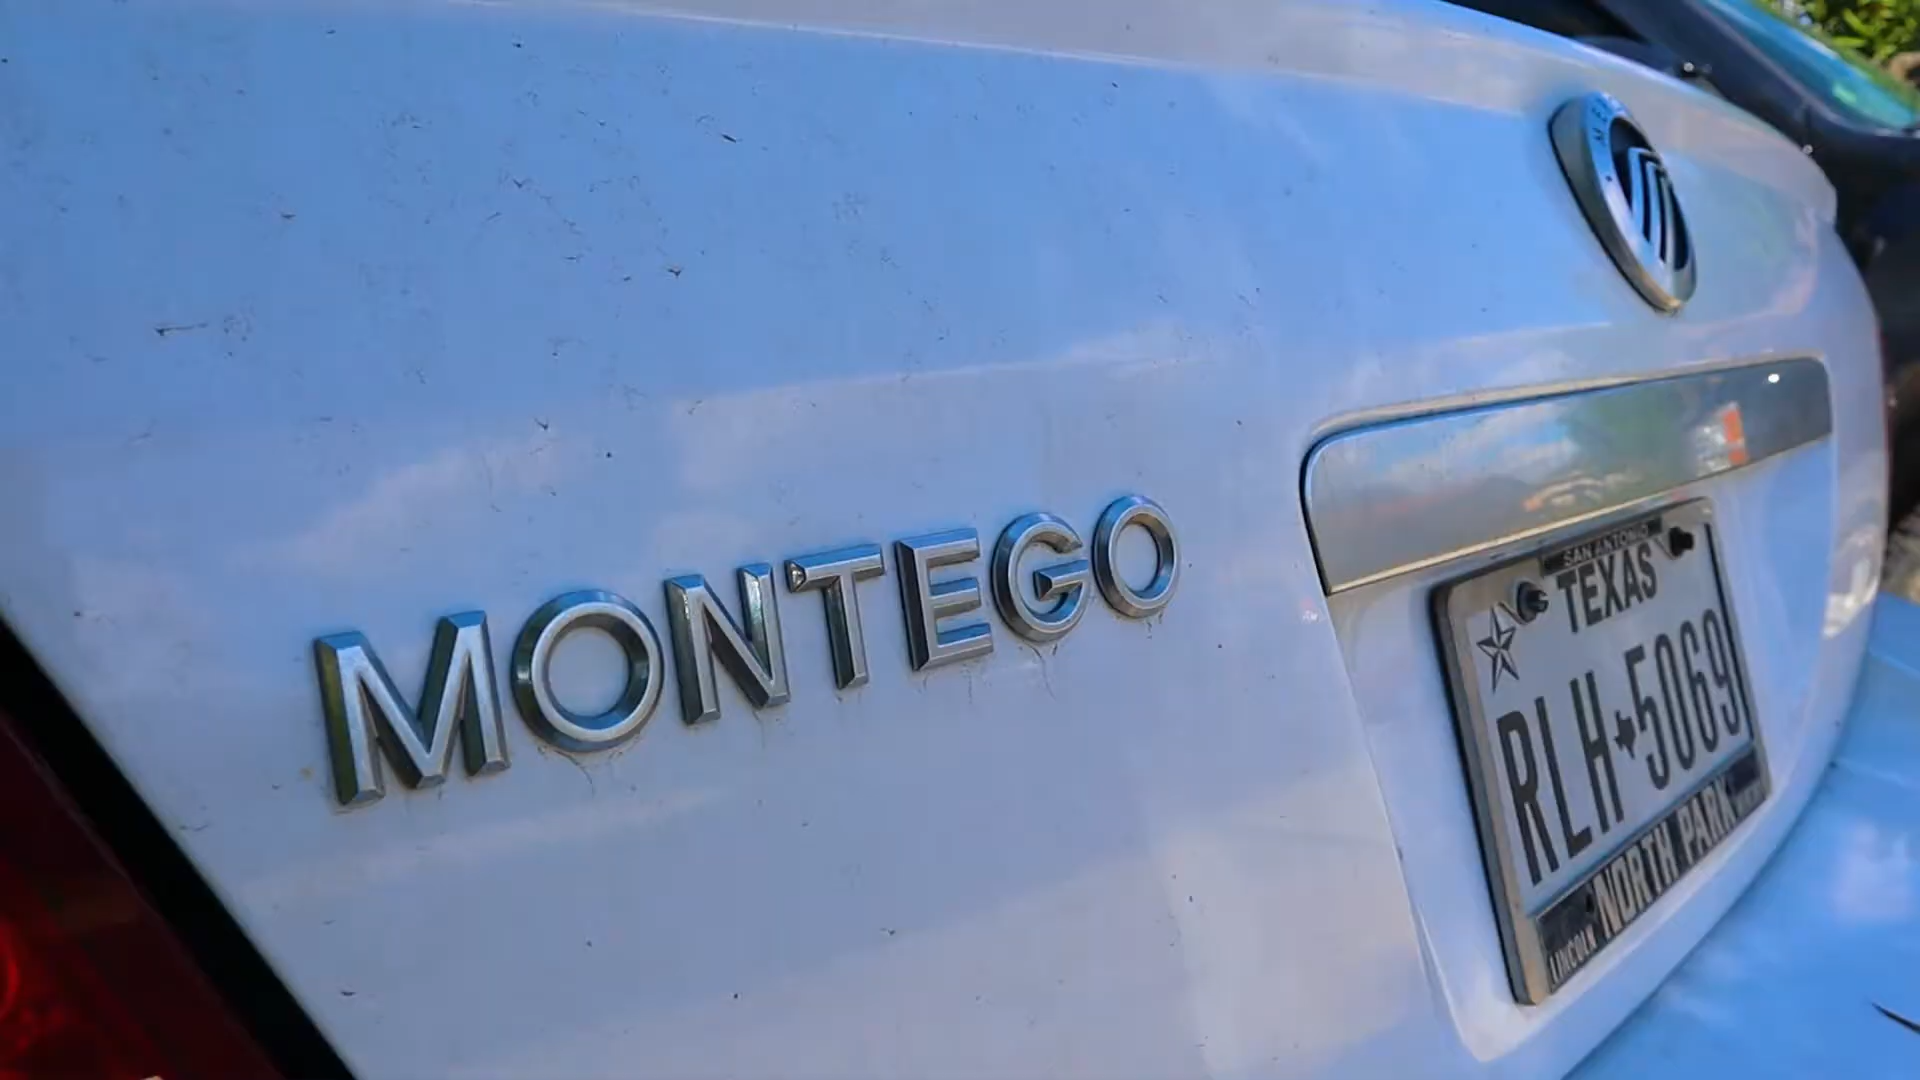 MONTEGO
SAN ANTONIO
TEXAS
RLH 5069
NORTH PARK
LINCOLN